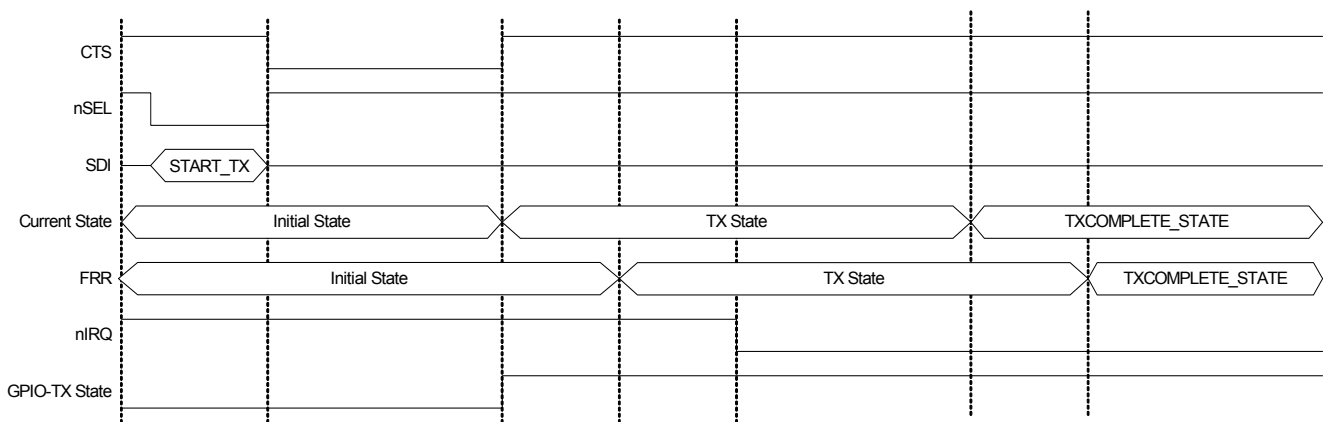 CTS
nSEL
SDI START_TX
Current State Initial State TX State TXCOMPLETE_STATE
FRR Initial State TX State TXCOMPLETE_STATE
nIRQ
GPIO-TX State